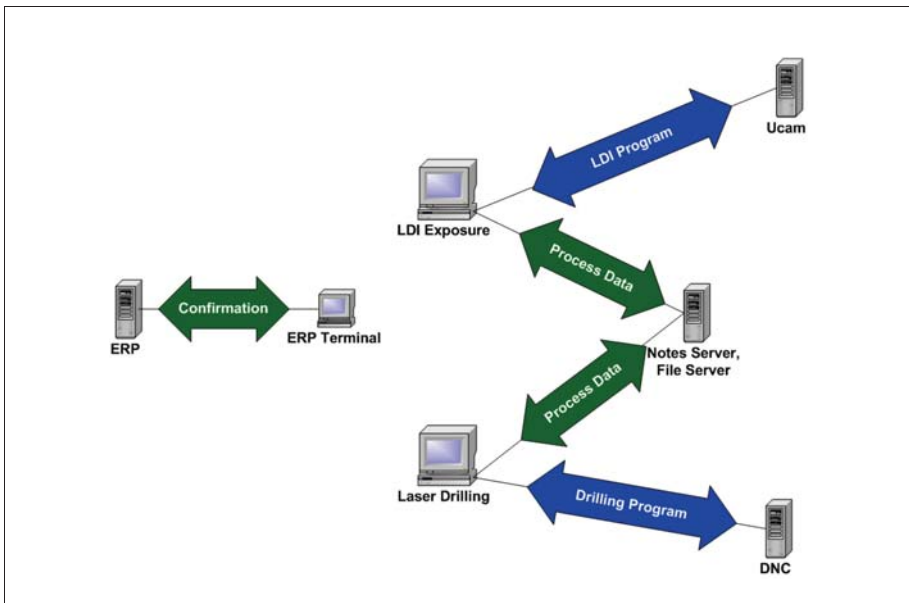 Ucam
LDI Program
LDI Exposure
Process Data
Confirmation
ERP
ERP Terminal
Notes Server,
File Server
Process Data
Laser Drilling
Drilling Program
DNC